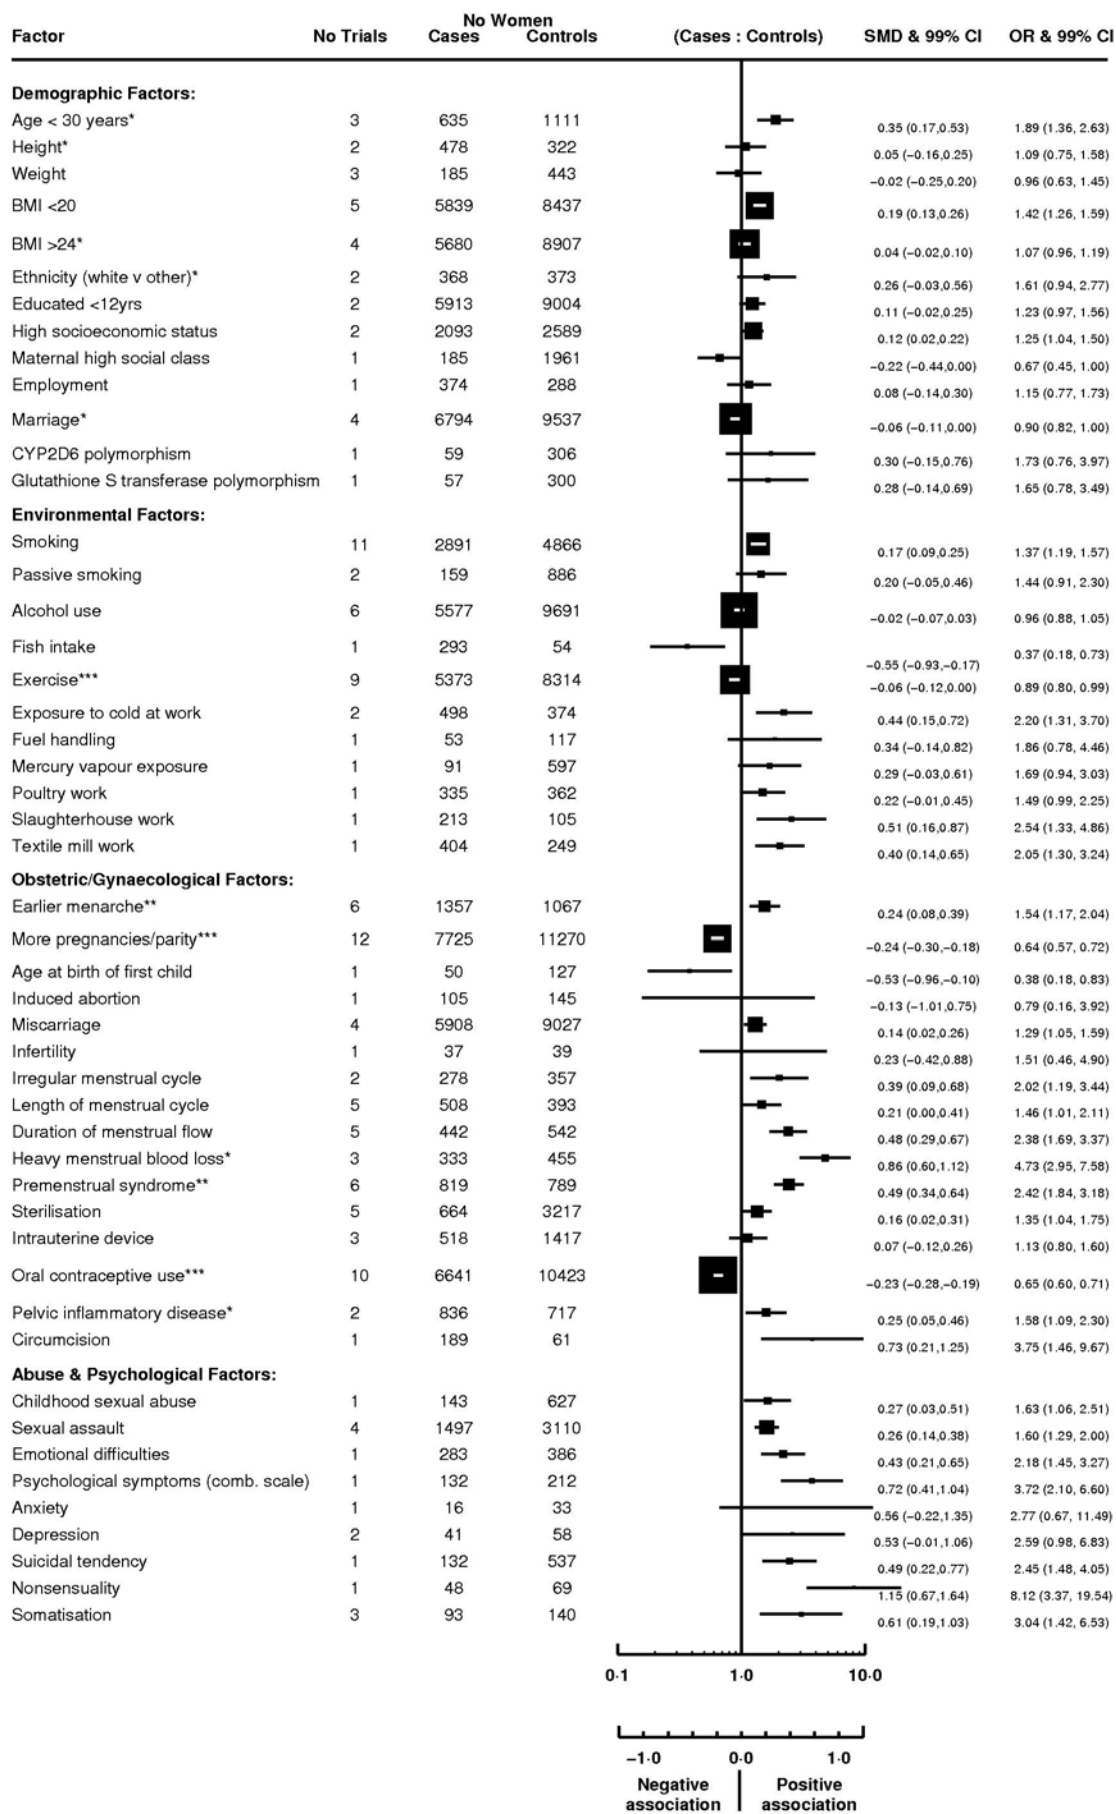 No Women
Factor No Trials Cases Controls (Cases : Controls) SMD & 99% CI OR & 99% CI
Demographic Factors:
Age < 30 years* 3 635 1111 0.35 (0.17,0.53) 1.89 (1.36, 2.63)
Height* 2 478 322 0.05 (−0.16,0.25) 1.09 (0.75, 1.58)
Weight 3 185 443 −0.02 (−0.25,0.20) 0.96 (0.63, 1.45)
BMI <20 5 5839 8437 0.19 (0.13,0.26) 1.42 (1.26, 1.59)
BMI >24* 4 5680 8907 0.04 (−0.02,0.10) 1.07 (0.96, 1.19)
Ethnicity (white v other)* 2 368 373 0.26 (−0.03,0.56) 1.61 (0.94, 2.77)
Educated <12yrs 2 5913 9004 0.11 (−0.02,0.25) 1.23 (0.97, 1.56)
High socioeconomic status 2 2093 2589 0.12 (0.02,0.22) 1.25 (1.04, 1.50)
Maternal high social class 1 185 1961 −0.22 (−0.44,0.00) 0.67 (0.45, 1.00)
Employment 1 374 288 0.08 (−0.14,0.30) 1.15 (0.77, 1.73)
Marriage* 4 6794 9537 −0.06 (−0.11,0.00) 0.90 (0.82, 1.00)
CYP2D6 polymorphism 1 59 306 0.30 (−0.15,0.76) 1.73 (0.76, 3.97)
Glutathione S transferase polymorphism 1 57 300 0.28 (−0.14,0.69) 1.65 (0.78, 3.49)
Environmental Factors:
Smoking 11 2891 4866 0.17 (0.09,0.25) 1.37 (1.19, 1.57)
Passive smoking 2 159 886 0.20 (−0.05,0.46) 1.44 (0.91, 2.30)
Alcohol use 6 5577 9691 −0.02 (−0.07,0.03) 0.96 (0.88, 1.05)
Fish intake 1 293 54 −0.55 (−0.93,−0.17) 0.37 (0.18, 0.73)
Exercise*** 9 5373 8314 −0.06 (−0.12,0.00) 0.89 (0.80, 0.99)
Exposure to cold at work 2 498 374 0.44 (0.15,0.72) 2.20 (1.31, 3.70)
Fuel handling 1 53 117 0.34 (−0.14,0.82) 1.86 (0.78, 4.46)
Mercury vapour exposure 1 91 597 0.29 (−0.03,0.61) 1.69 (0.94, 3.03)
Poultry work 1 335 362 0.22 (−0.01,0.45) 1.49 (0.99, 2.25)
Slaughterhouse work 1 213 105 0.51 (0.16,0.87) 2.54 (1.33, 4.86)
Textile mill work 1 404 249 0.40 (0.14,0.65) 2.05 (1.30, 3.24)
Obstetric/Gynaecological Factors:
Earlier menarche** 6 1357 1067 0.24 (0.08,0.39) 1.54 (1.17, 2.04)
More pregnancies/parity*** 12 7725 11270 −0.24 (−0.30,−0.18) 0.64 (0.57, 0.72)
Age at birth of first child 1 50 127 −0.53 (−0.96,−0.10) 0.38 (0.18, 0.83)
Induced abortion 1 105 145 −0.13 (−1.01,0.75) 0.79 (0.16, 3.92)
Miscarriage 4 5908 9027 0.14 (0.02,0.26) 1.29 (1.05, 1.59)
Infertility 1 37 39 0.23 (−0.42,0.88) 1.51 (0.46, 4.90)
Irregular menstrual cycle 2 278 357 0.39 (0.09,0.68) 2.02 (1.19, 3.44)
Length of menstrual cycle 5 508 393 0.21 (0.00,0.41) 1.46 (1.01, 2.11)
Duration of menstrual flow 5 442 542 0.48 (0.29,0.67) 2.38 (1.69, 3.37)
Heavy menstrual blood loss* 3 333 455 0.86 (0.60,1.12) 4.73 (2.95, 7.58)
Premenstrual syndrome** 6 819 789 0.49 (0.34,0.64) 2.42 (1.84, 3.18)
Sterilisation 5 664 3217 0.16 (0.02,0.31) 1.35 (1.04, 1.75)
Intrauterine device 3 518 1417 0.07 (−0.12,0.26) 1.13 (0.80, 1.60)
Oral contraceptive use*** 10 6641 10423 −0.23 (−0.28,−0.19) 0.65 (0.60, 0.71)
Pelvic inflammatory disease* 2 836 717 0.25 (0.05,0.46) 1.58 (1.09, 2.30)
Circumcision 1 189 61 0.73 (0.21,1.25) 3.75 (1.46, 9.67)
Abuse & Psychological Factors:
Childhood sexual abuse 1 143 627 0.27 (0.03,0.51) 1.63 (1.06, 2.51)
Sexual assault 4 1497 3110 0.26 (0.14,0.38) 1.60 (1.29, 2.00)
Emotional difficulties 1 283 386 0.43 (0.21,0.65) 2.18 (1.45, 3.27)
Psychological symptoms (comb. scale) 1 132 212 0.72 (0.41,1.04) 3.72 (2.10, 6.60)
Anxiety 1 16 33 0.56 (−0.22,1.35) 2.77 (0.67, 11.49)
Depression 2 41 58 0.53 (−0.01,1.06) 2.59 (0.98, 6.83)
Suicidal tendency 1 132 537 0.49 (0.22,0.77) 2.45 (1.48, 4.05)
Nonsensuality 1 48 69 1.15 (0.67,1.64) 8.12 (3.37, 19.54)
Somatisation 3 93 140 0.61 (0.19,1.03) 3.04 (1.42, 6.53)
0·1 1·0 10·0
−1·0 0·0 1·0
Negative Positive
association association